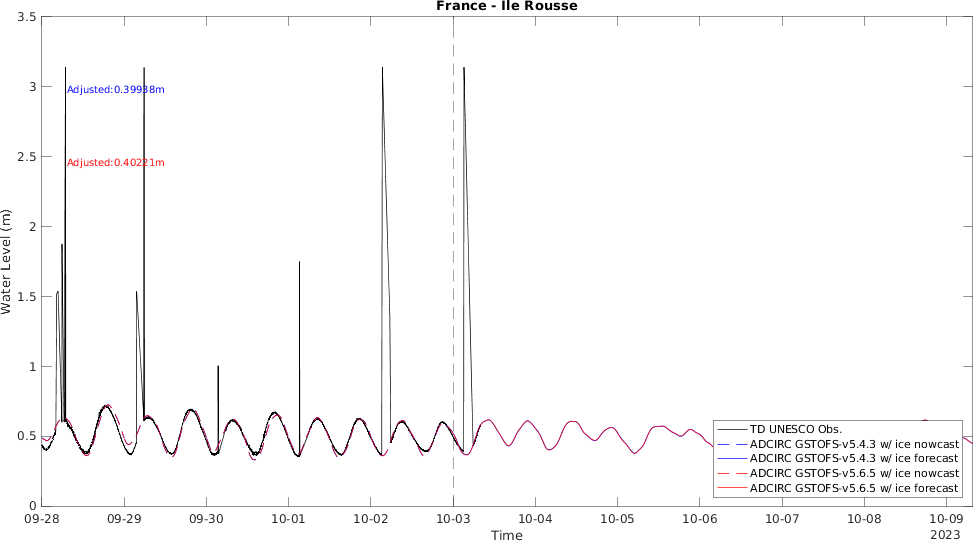 France - Ile Rousse
3.5
3
2.5
2
1.5
1
0.5
0
Water Level (m)
Adjusted:0.39938m
Adjusted:0.40221m
TD UNESCO Obs.
ADCIRC GSTOFS-v5.4.3 w/ ice nowcast
ADCIRC GSTOFS-v5.4.3 w/ ice forecast
ADCIRC GSTOFS-v5.6.5 w/ ice nowcast
ADCIRC GSTOFS-v5.6.5 w/ ice forecast
09-28 09-29 09-30 10-01 10-02 10-03 10-04 10-05 10-06 10-07 10-08 10-09
2023
Time